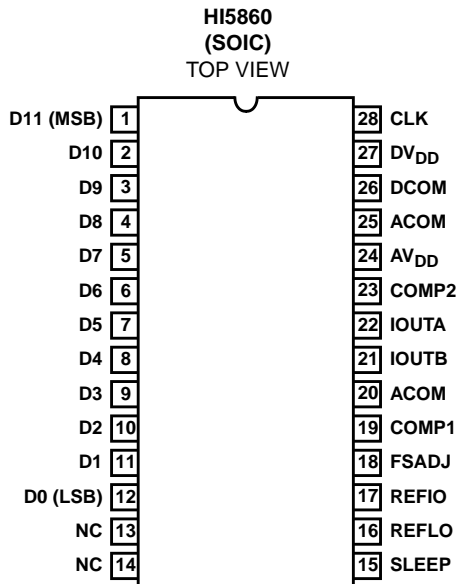 HI5860
(SOIC)
TOP VIEW
D11 (MSB) 1 28 CLK
D10 2 27 DVDD
D9 3 26 DCOM
D8 4 25 ACOM
D7 5 24 AVDD
D6 6 23 COMP2
D5 7 22 IOUTA
D4 8 21 IOUTB
D3 9 20 ACOM
D2 10 19 COMP1
D1 11 18 FSADJ
D0 (LSB) 12 17 REFIO
NC 13 16 REFLO
NC 14 15 SLEEP